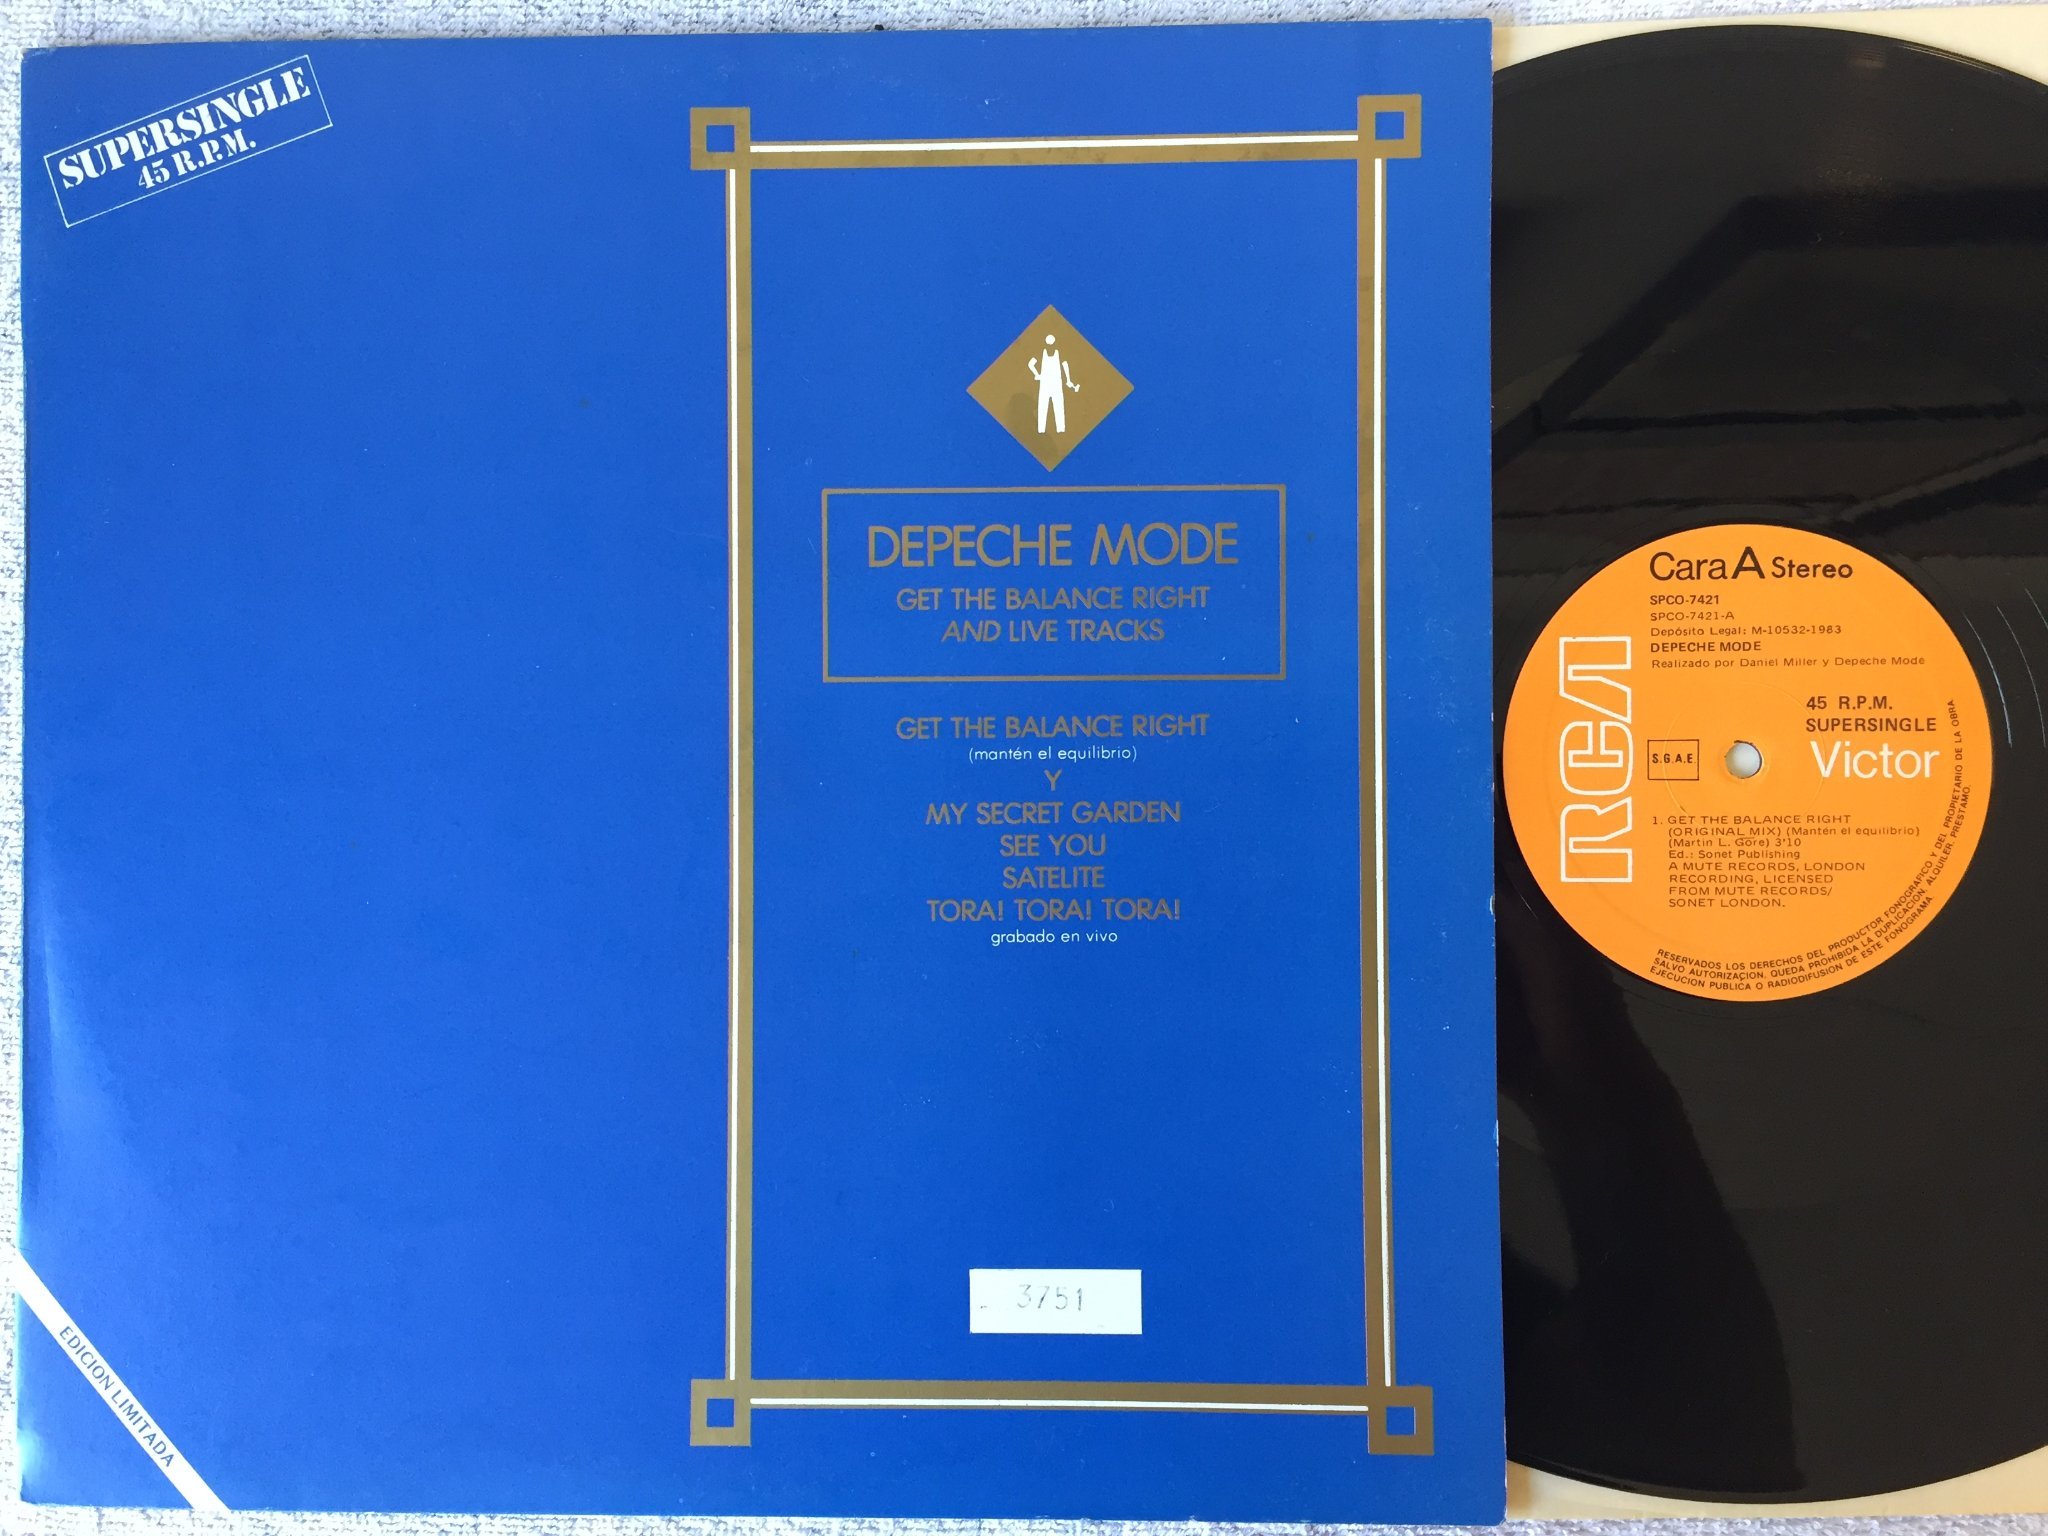 SUPERSINGLE
45 R.P.M.
DEPECHE MODE
GET THE BALANCE RIGHT
AND LIVE TRACKS
GET THE BALANCE RIGHT
(mantén el equilibrio)
Y
MY SECRET GARDEN
SEE YOU
SATELITE
TORA! TORA! TORA!
grabado en vivo
3751
EDICION LIMITADA
Cara A Stereo
SPCO-7421
SPCO-7421-A
Depósito Legal: M-10532-1983
DEPECHE MODE
Realizado por Daniel Miller y Depeche Mode
45 R.P.M.
SUPERSINGLE
RCA
S.G.A.E.
Victor
1. GET THE BALANCE RIGHT
(ORIGINAL MIX) (Mantén el equilibrio)
(Martin L. Gore) 3'10
Ed.: Sonet Publishing
A MUTE RECORDS, LONDON
RECORDING, LICENSED
FROM MUTE RECORDS/
SONET LONDON.
RESERVADOS LOS DERECHOS DEL PRODUCTOR FONOGRAFICO Y DEL PROPIETARIO DE LA OBRA.
SALVO AUTORIZACION, QUEDA PROHIBIDA LA DUPLICACION, ALQUILER, PRESTAMO,
EJECUCION PUBLICA O RADIODIFUSION DE ESTE FONOGRAMA.